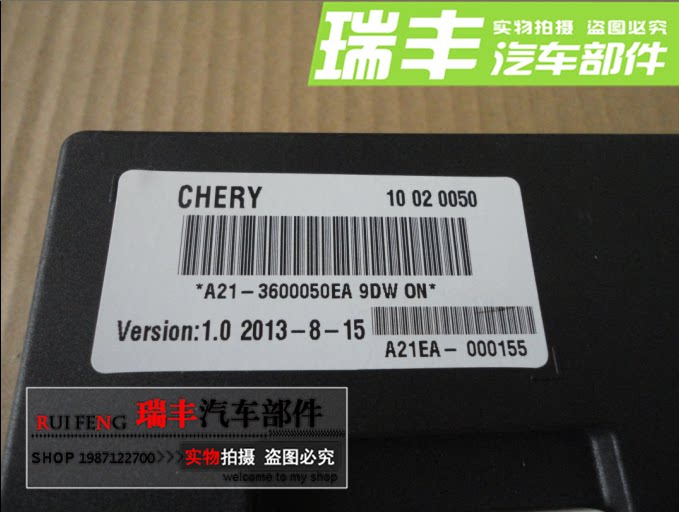 瑞丰 实物拍摄 盗图必究
汽车部件
CHERY 10 02 0050
*A21-3600050EA 9DW ON*
Version:1.0 2013-8-15
A21EA- 000155
RUI FENG 瑞丰汽车部件
SHOP 1987122700>>> 实物拍摄 盗图必究
welcome to my shop